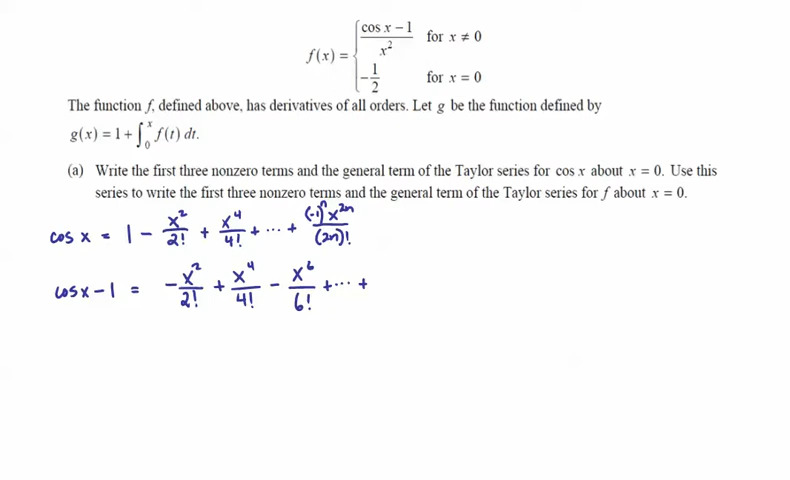 f(x) = { (cos x − 1)/x² for x ≠ 0
−1/2 for x = 0
The function f, defined above, has derivatives of all orders. Let g be the function defined by
g(x) = 1 + ∫₀ˣ f(t) dt.
(a) Write the first three nonzero terms and the general term of the Taylor series for cos x about x = 0. Use this
series to write the first three nonzero terms and the general term of the Taylor series for f about x = 0.
cos x = 1 − x²/2! + x⁴/4! + ⋯ + (-1)ⁿ x²ⁿ/(2n)!
cos x − 1 = −x²/2! + x⁴/4! − x⁶/6! + ⋯ +